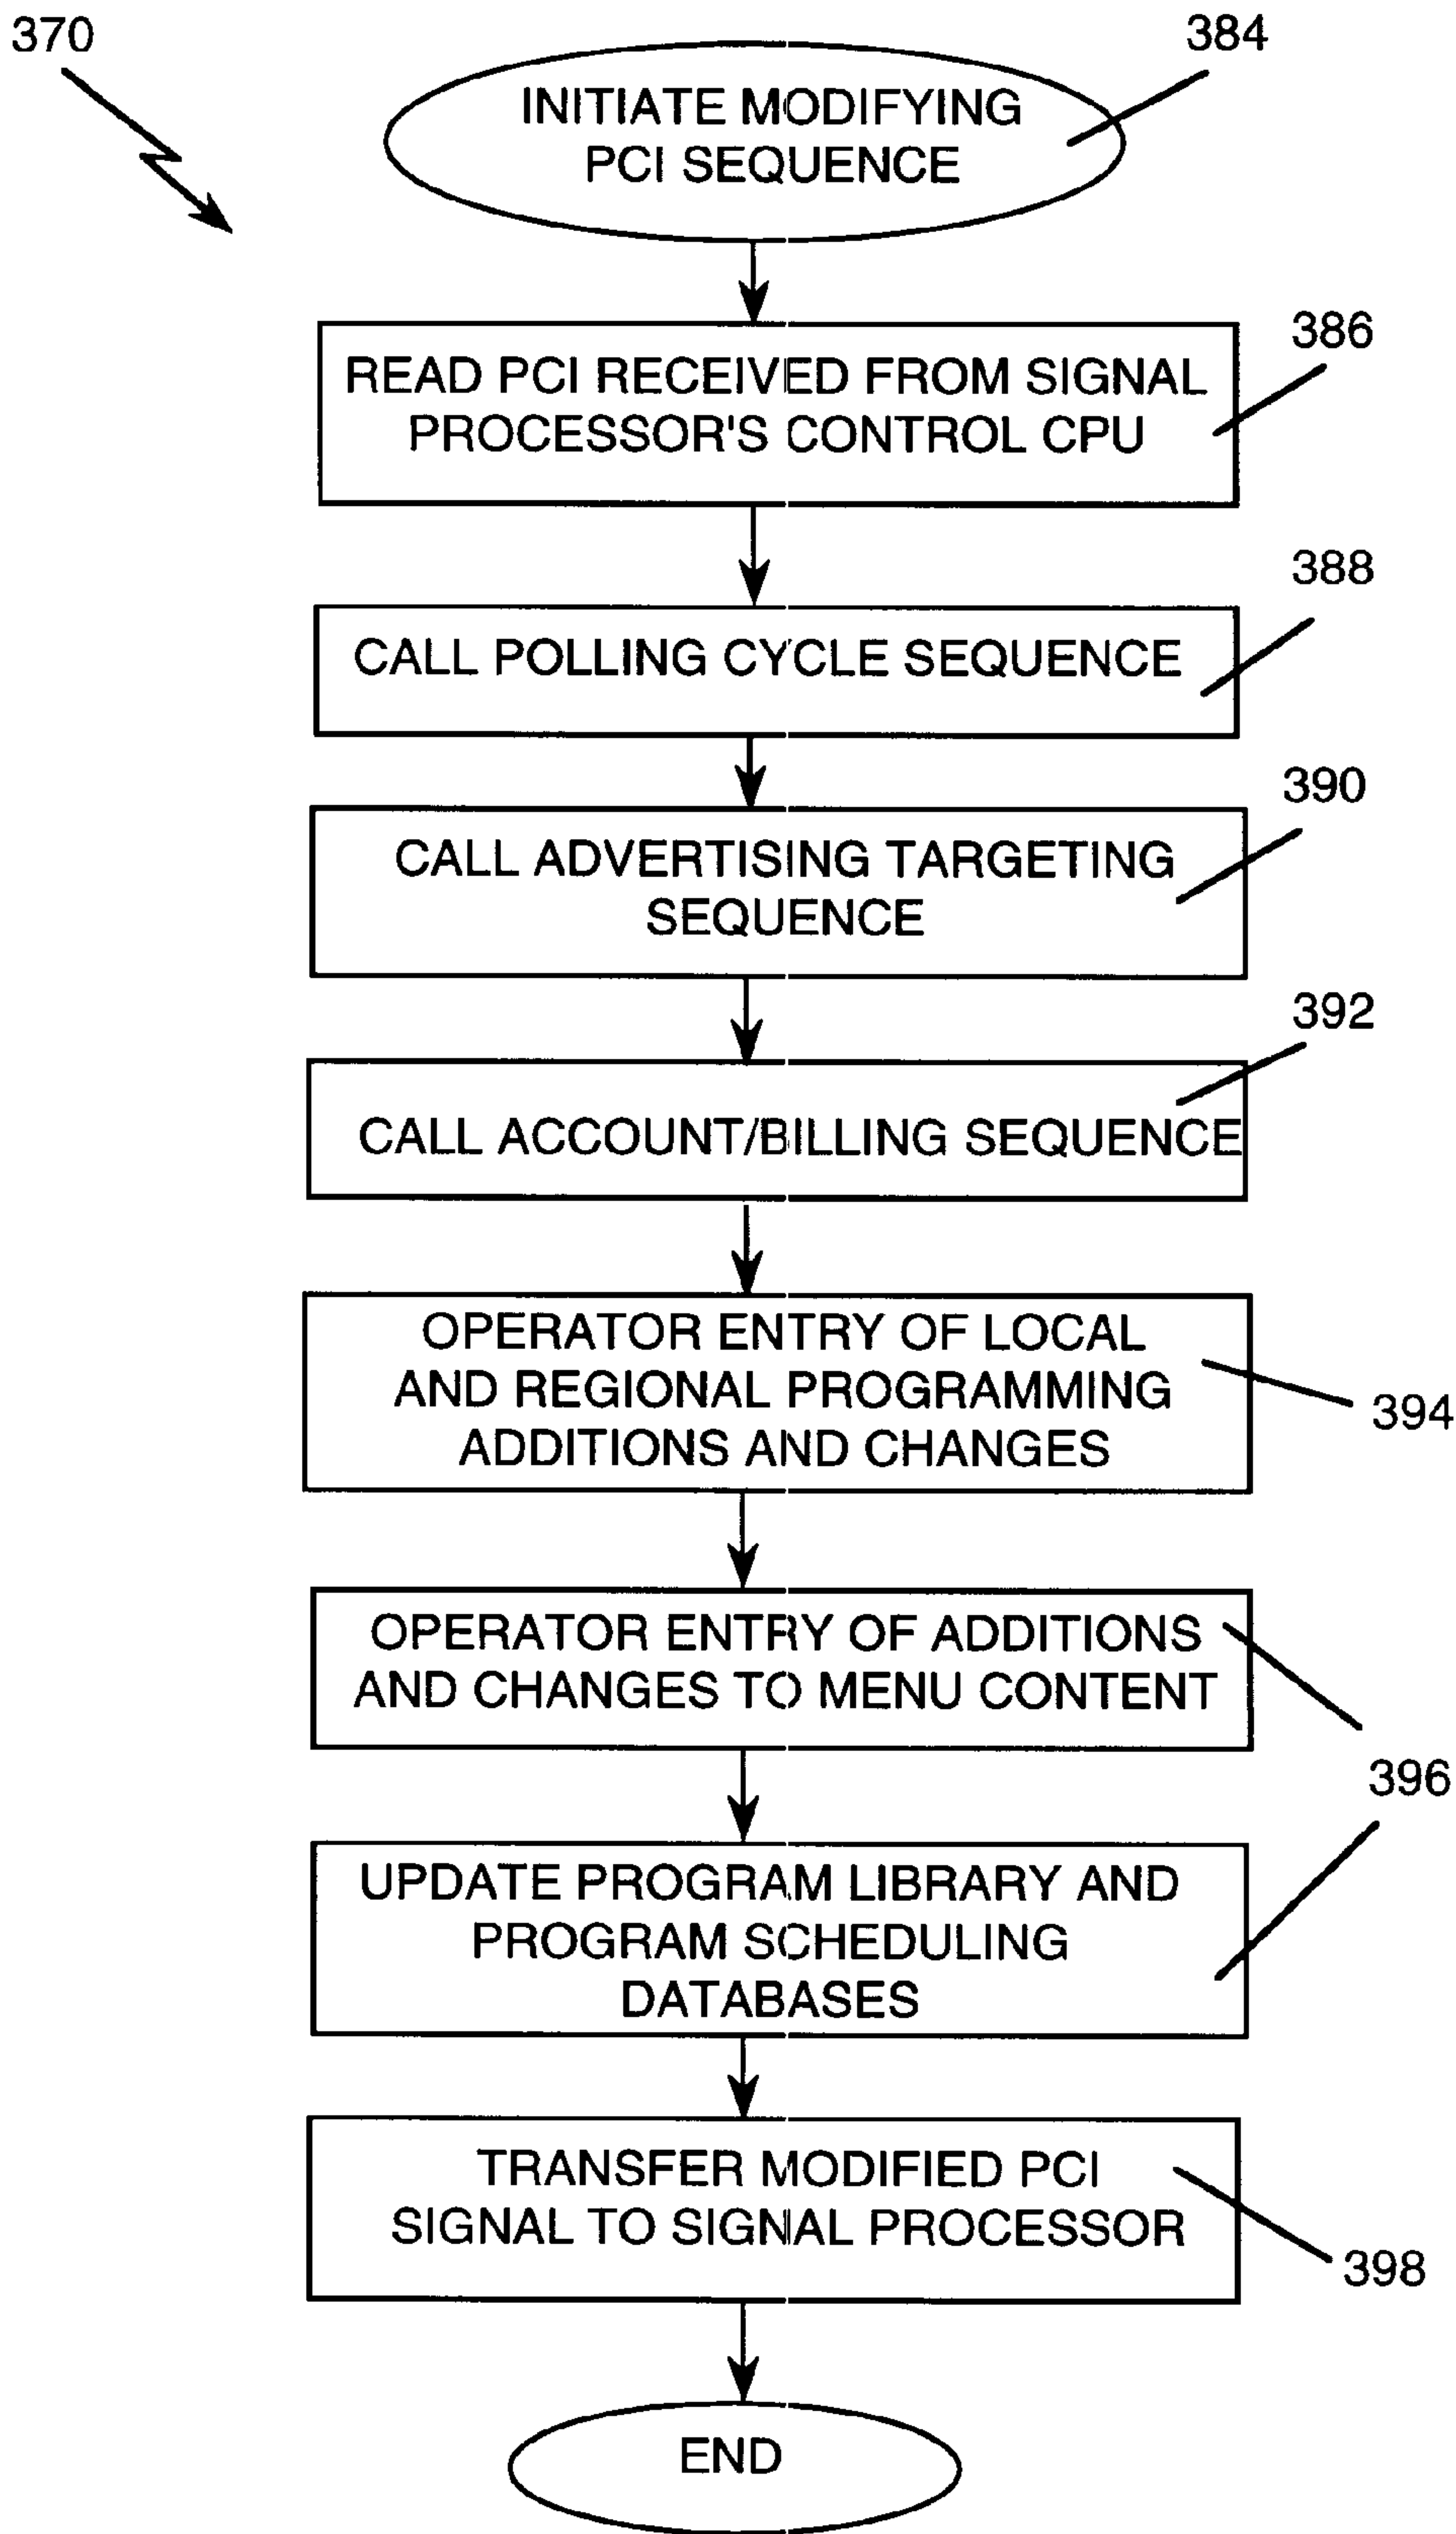 370
384
INITIATE MODIFYING
PCI SEQUENCE
386
READ PCI RECEIVED FROM SIGNAL
PROCESSOR'S CONTROL CPU
388
CALL POLLING CYCLE SEQUENCE
390
CALL ADVERTISING TARGETING
SEQUENCE
392
CALL ACCOUNT/BILLING SEQUENCE
OPERATOR ENTRY OF LOCAL
AND REGIONAL PROGRAMMING
ADDITIONS AND CHANGES
394
OPERATOR ENTRY OF ADDITIONS
AND CHANGES TO MENU CONTENT
396
UPDATE PROGRAM LIBRARY AND
PROGRAM SCHEDULING
DATABASES
TRANSFER MODIFIED PCI
SIGNAL TO SIGNAL PROCESSOR
398
END